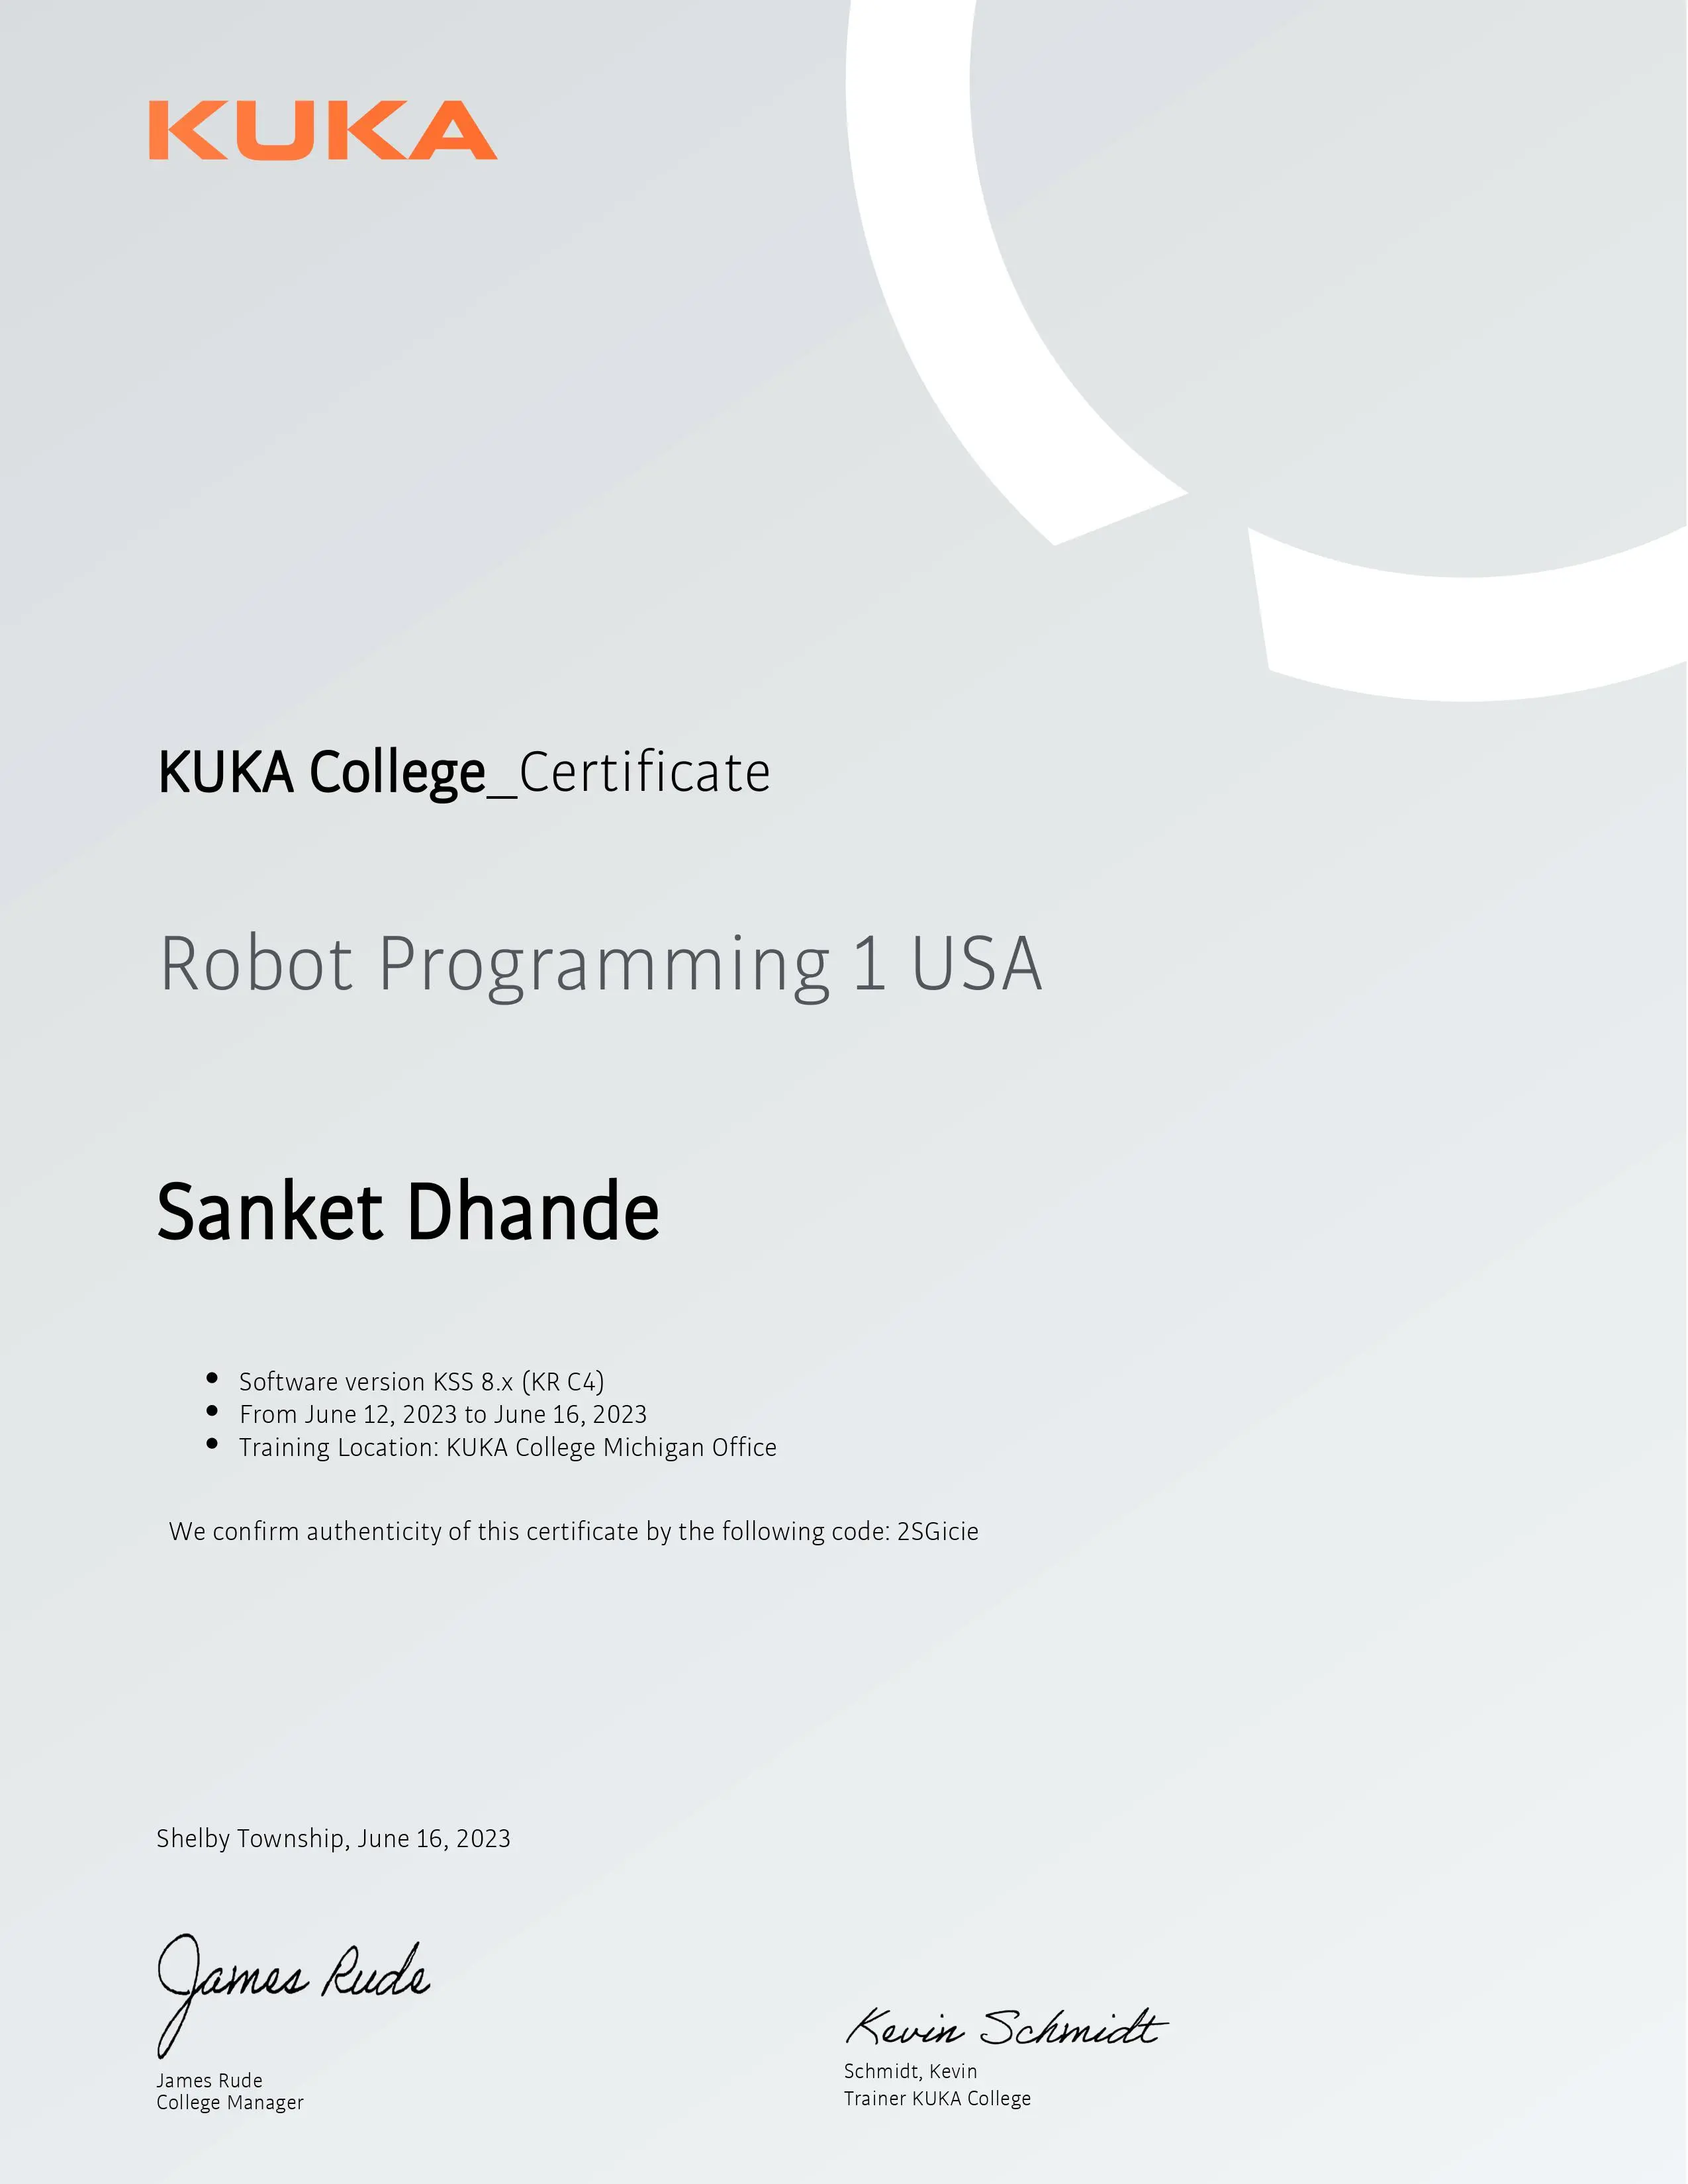 KUKA
KUKA College_Certificate
Robot Programming 1 USA
Sanket Dhande
• Software version KSS 8.x (KR C4)
• From June 12, 2023 to June 16, 2023
• Training Location: KUKA College Michigan Office
We confirm authenticity of this certificate by the following code: 2SGicie
Shelby Township, June 16, 2023
James Rude
Kevin Schmidt
James Rude
College Manager
Schmidt, Kevin
Trainer KUKA College